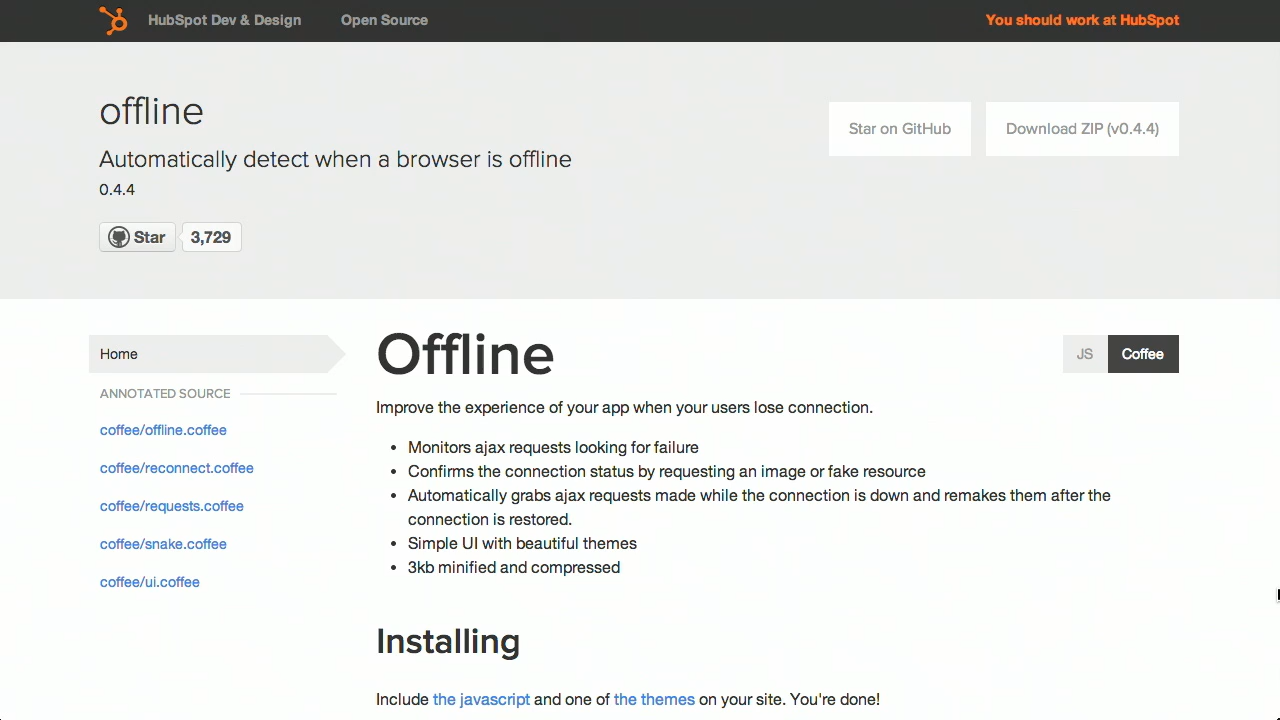 HubSpot Dev & Design
Open Source
You should work at HubSpot
offline
Automatically detect when a browser is offline
0.4.4
Star
3,729
Star on GitHub
Download ZIP (v0.4.4)
Home
ANNOTATED SOURCE
coffee/offline.coffee
coffee/reconnect.coffee
coffee/requests.coffee
coffee/snake.coffee
coffee/ui.coffee
Offline
JS
Coffee
Improve the experience of your app when your users lose connection.
• Monitors ajax requests looking for failure
• Confirms the connection status by requesting an image or fake resource
• Automatically grabs ajax requests made while the connection is down and remakes them after the
connection is restored.
• Simple UI with beautiful themes
• 3kb minified and compressed
Installing
Include the javascript and one of the themes on your site. You're done!